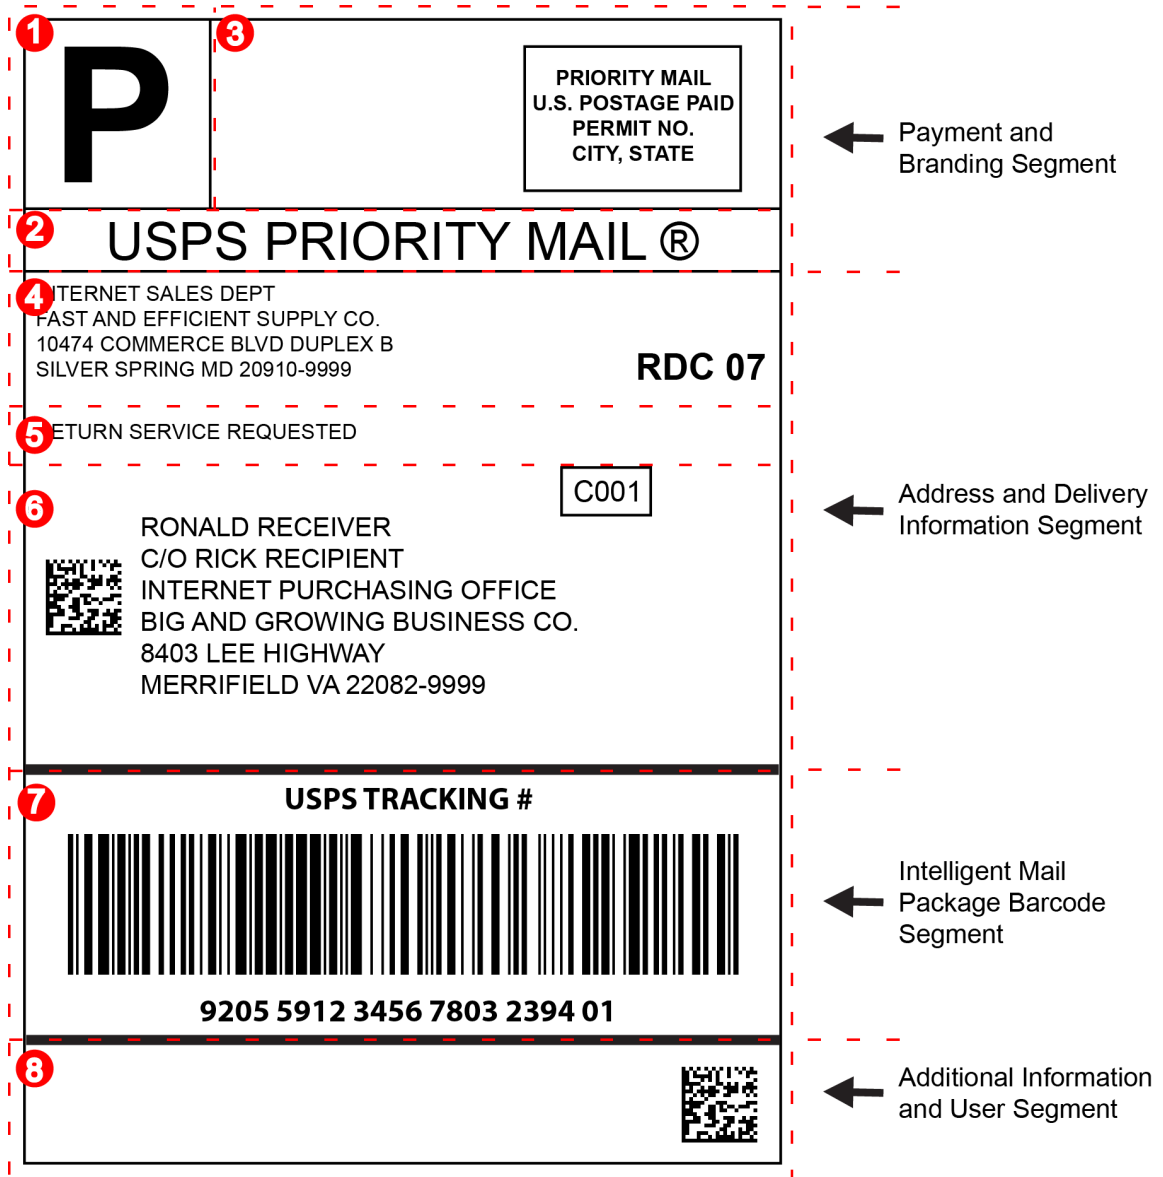 1
P
3
PRIORITY MAIL
U.S. POSTAGE PAID
PERMIT NO.
CITY, STATE
Payment and
Branding Segment
2
USPS PRIORITY MAIL ®
4
NTERNET SALES DEPT
FAST AND EFFICIENT SUPPLY CO.
10474 COMMERCE BLVD DUPLEX B
SILVER SPRING MD 20910-9999
RDC 07
5
ETURN SERVICE REQUESTED
Address and Delivery
Information Segment
6
C001
RONALD RECEIVER
C/O RICK RECIPIENT
INTERNET PURCHASING OFFICE
BIG AND GROWING BUSINESS CO.
8403 LEE HIGHWAY
MERRIFIELD VA 22082-9999
7
USPS TRACKING #
9205 5912 3456 7803 2394 01
Intelligent Mail
Package Barcode
Segment
8
Additional Information
and User Segment